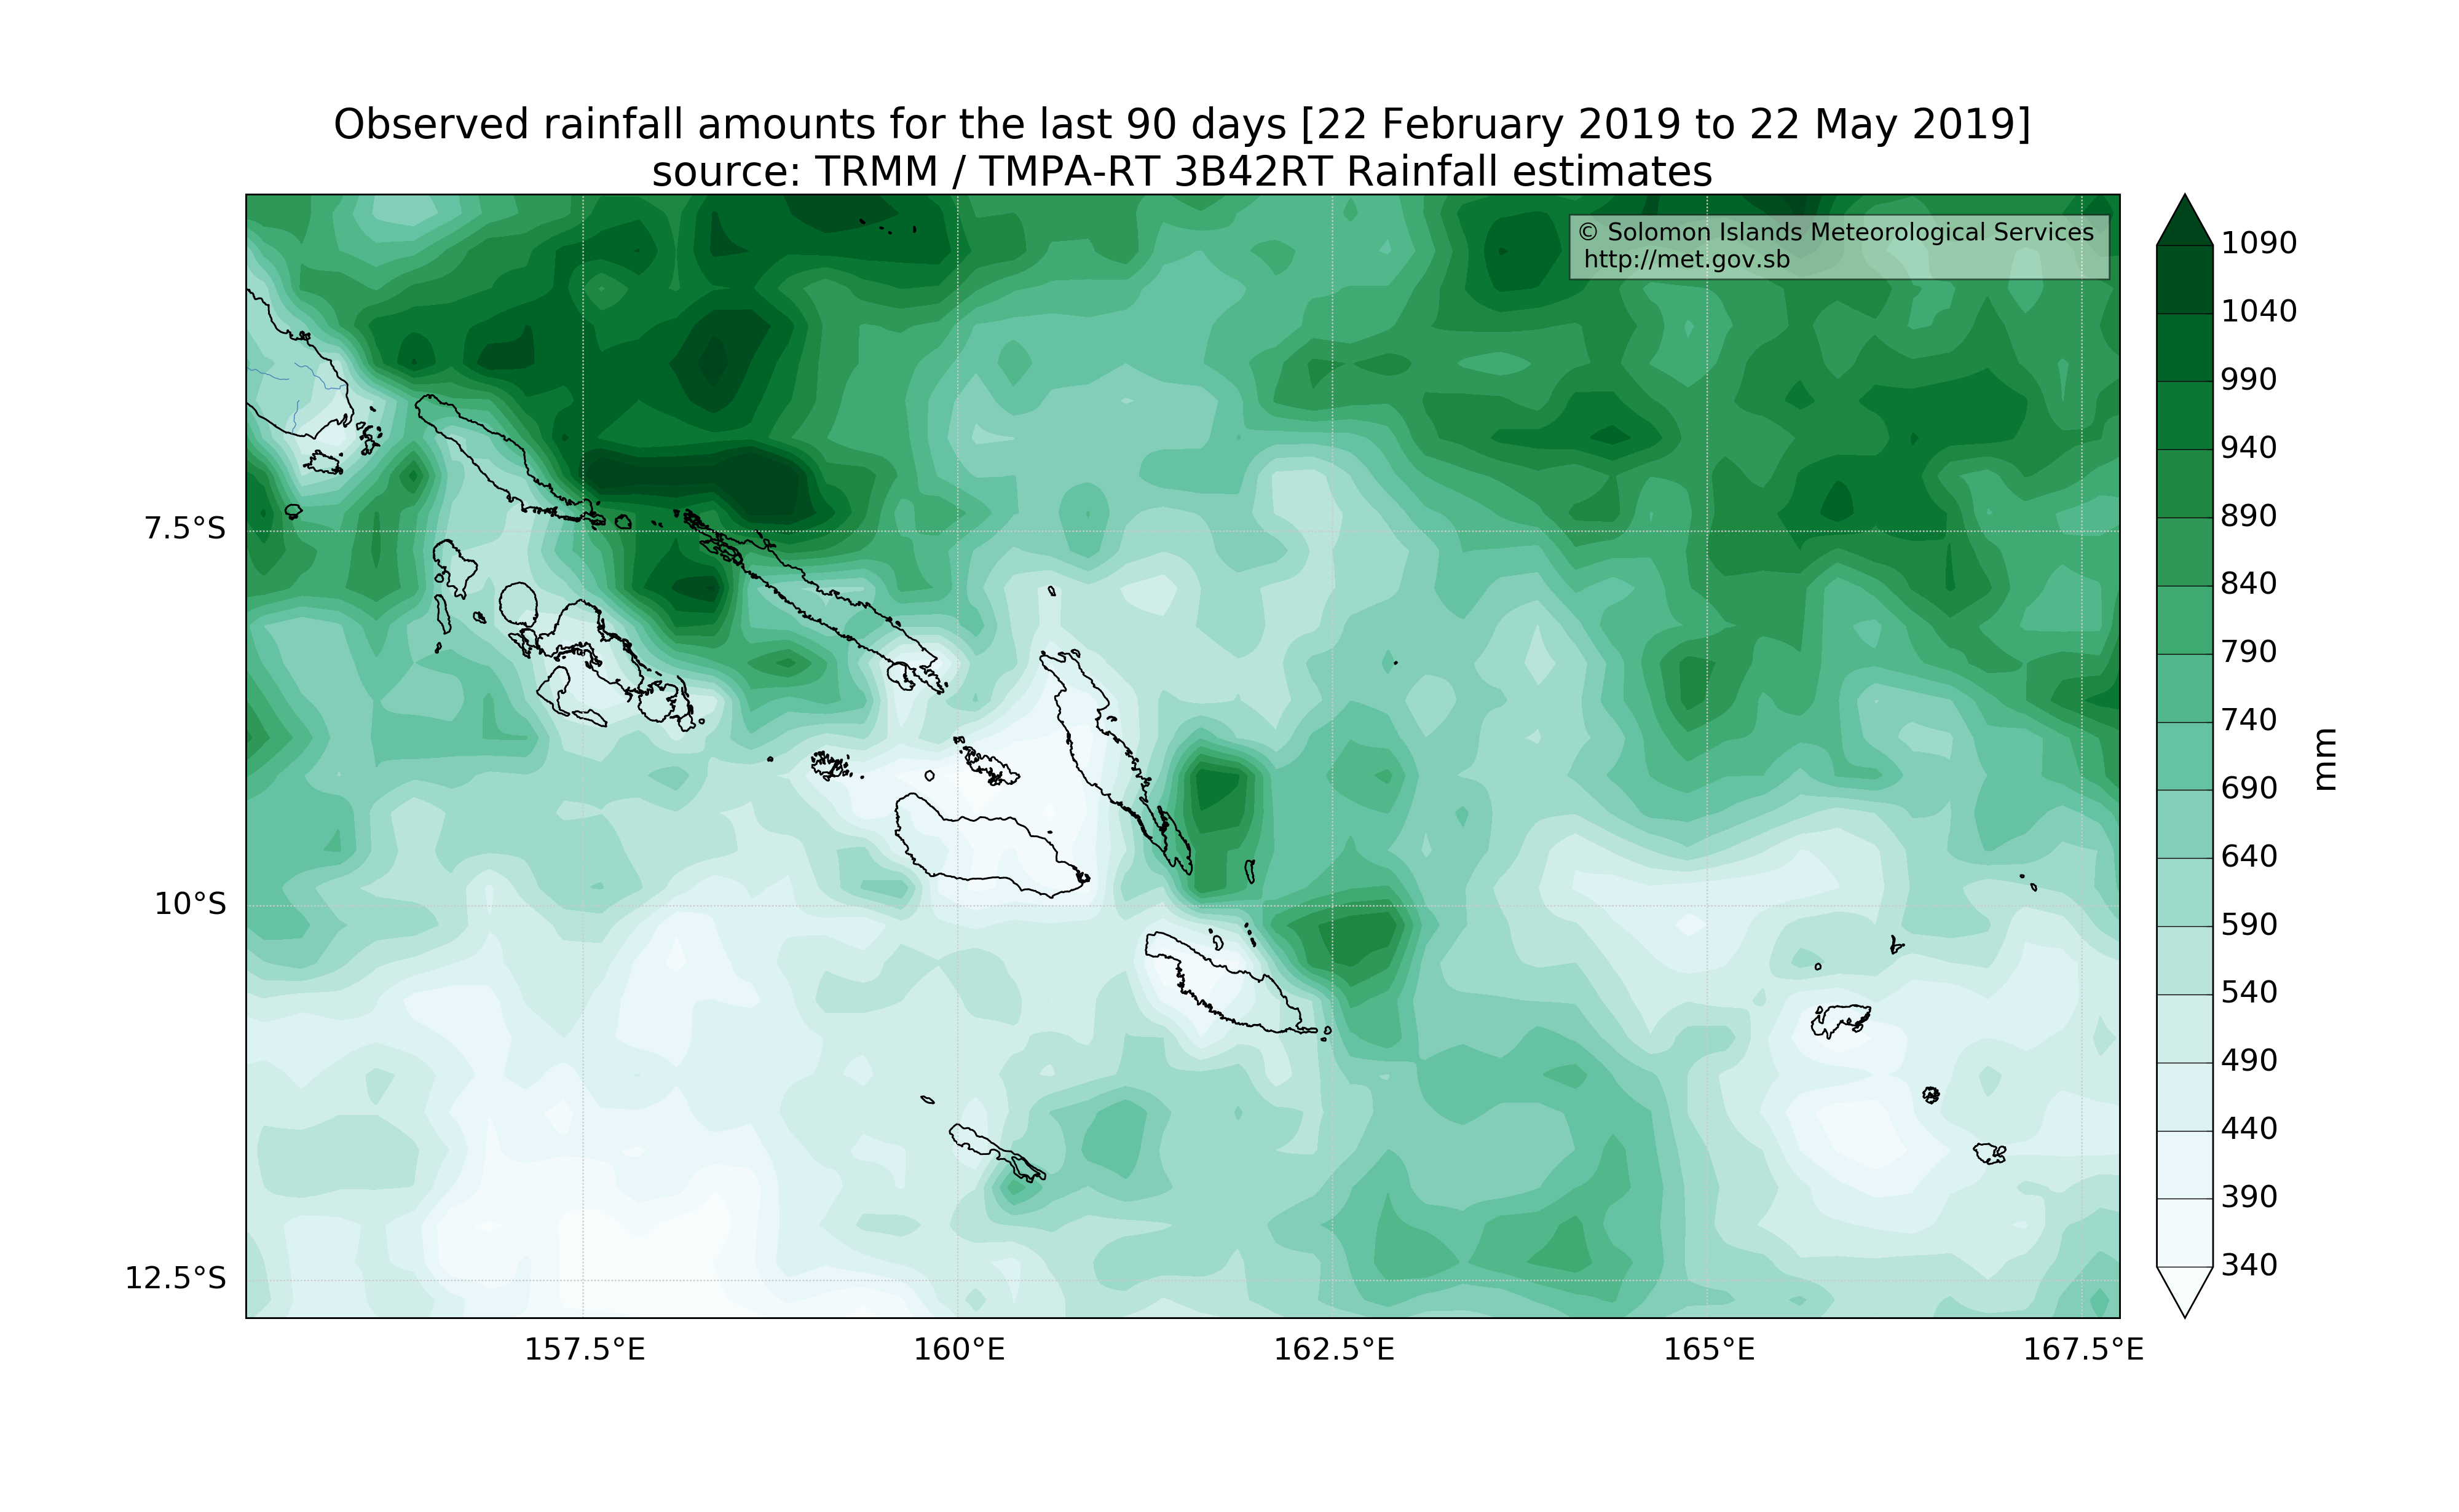 Observed rainfall amounts for the last 90 days [22 February 2019 to 22 May 2019]
source: TRMM / TMPA-RT 3B42RT Rainfall estimates
© Solomon Islands Meteorological Services
http://met.gov.sb
7.5°S
10°S
12.5°S
157.5°E
160°E
162.5°E
165°E
167.5°E
1090
1040
990
940
890
840
790
740
690
640
590
540
490
440
390
340
mm